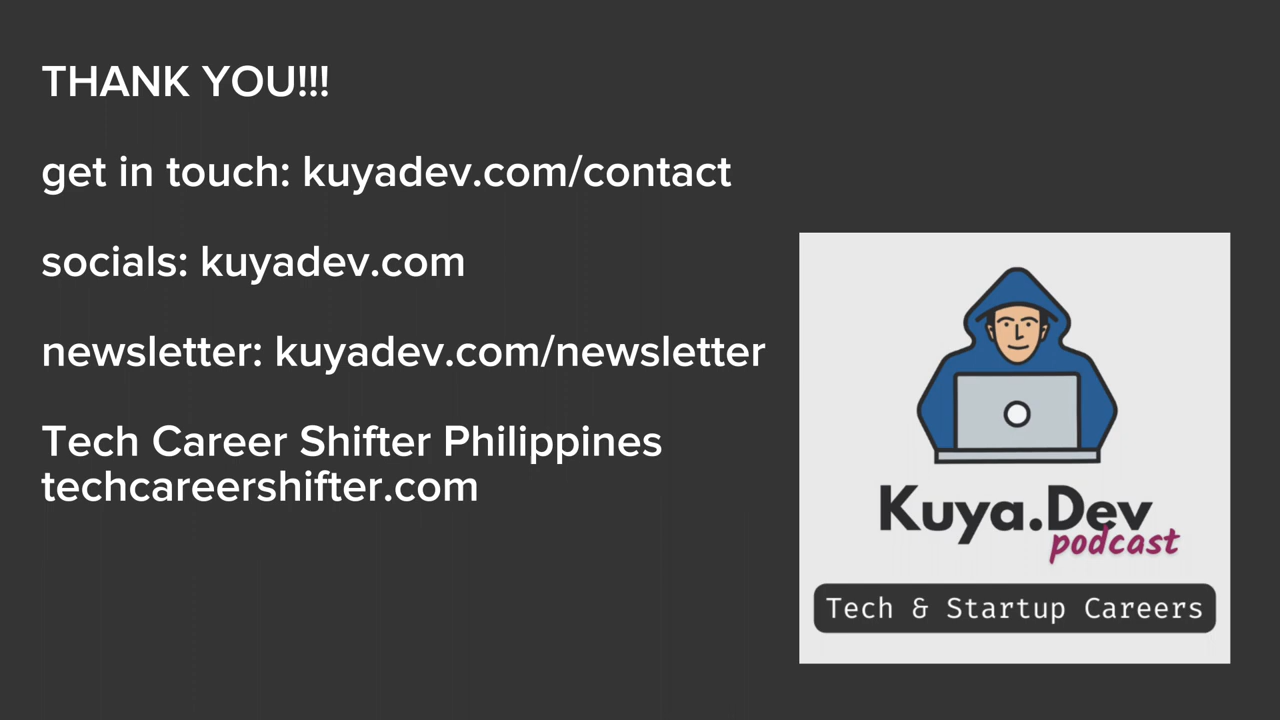 THANK YOU!!!
get in touch: kuyadev.com/contact
socials: kuyadev.com
newsletter: kuyadev.com/newsletter
Tech Career Shifter Philippines
techcareershifter.com
Kuya.Dev
podcast
Tech & Startup Careers